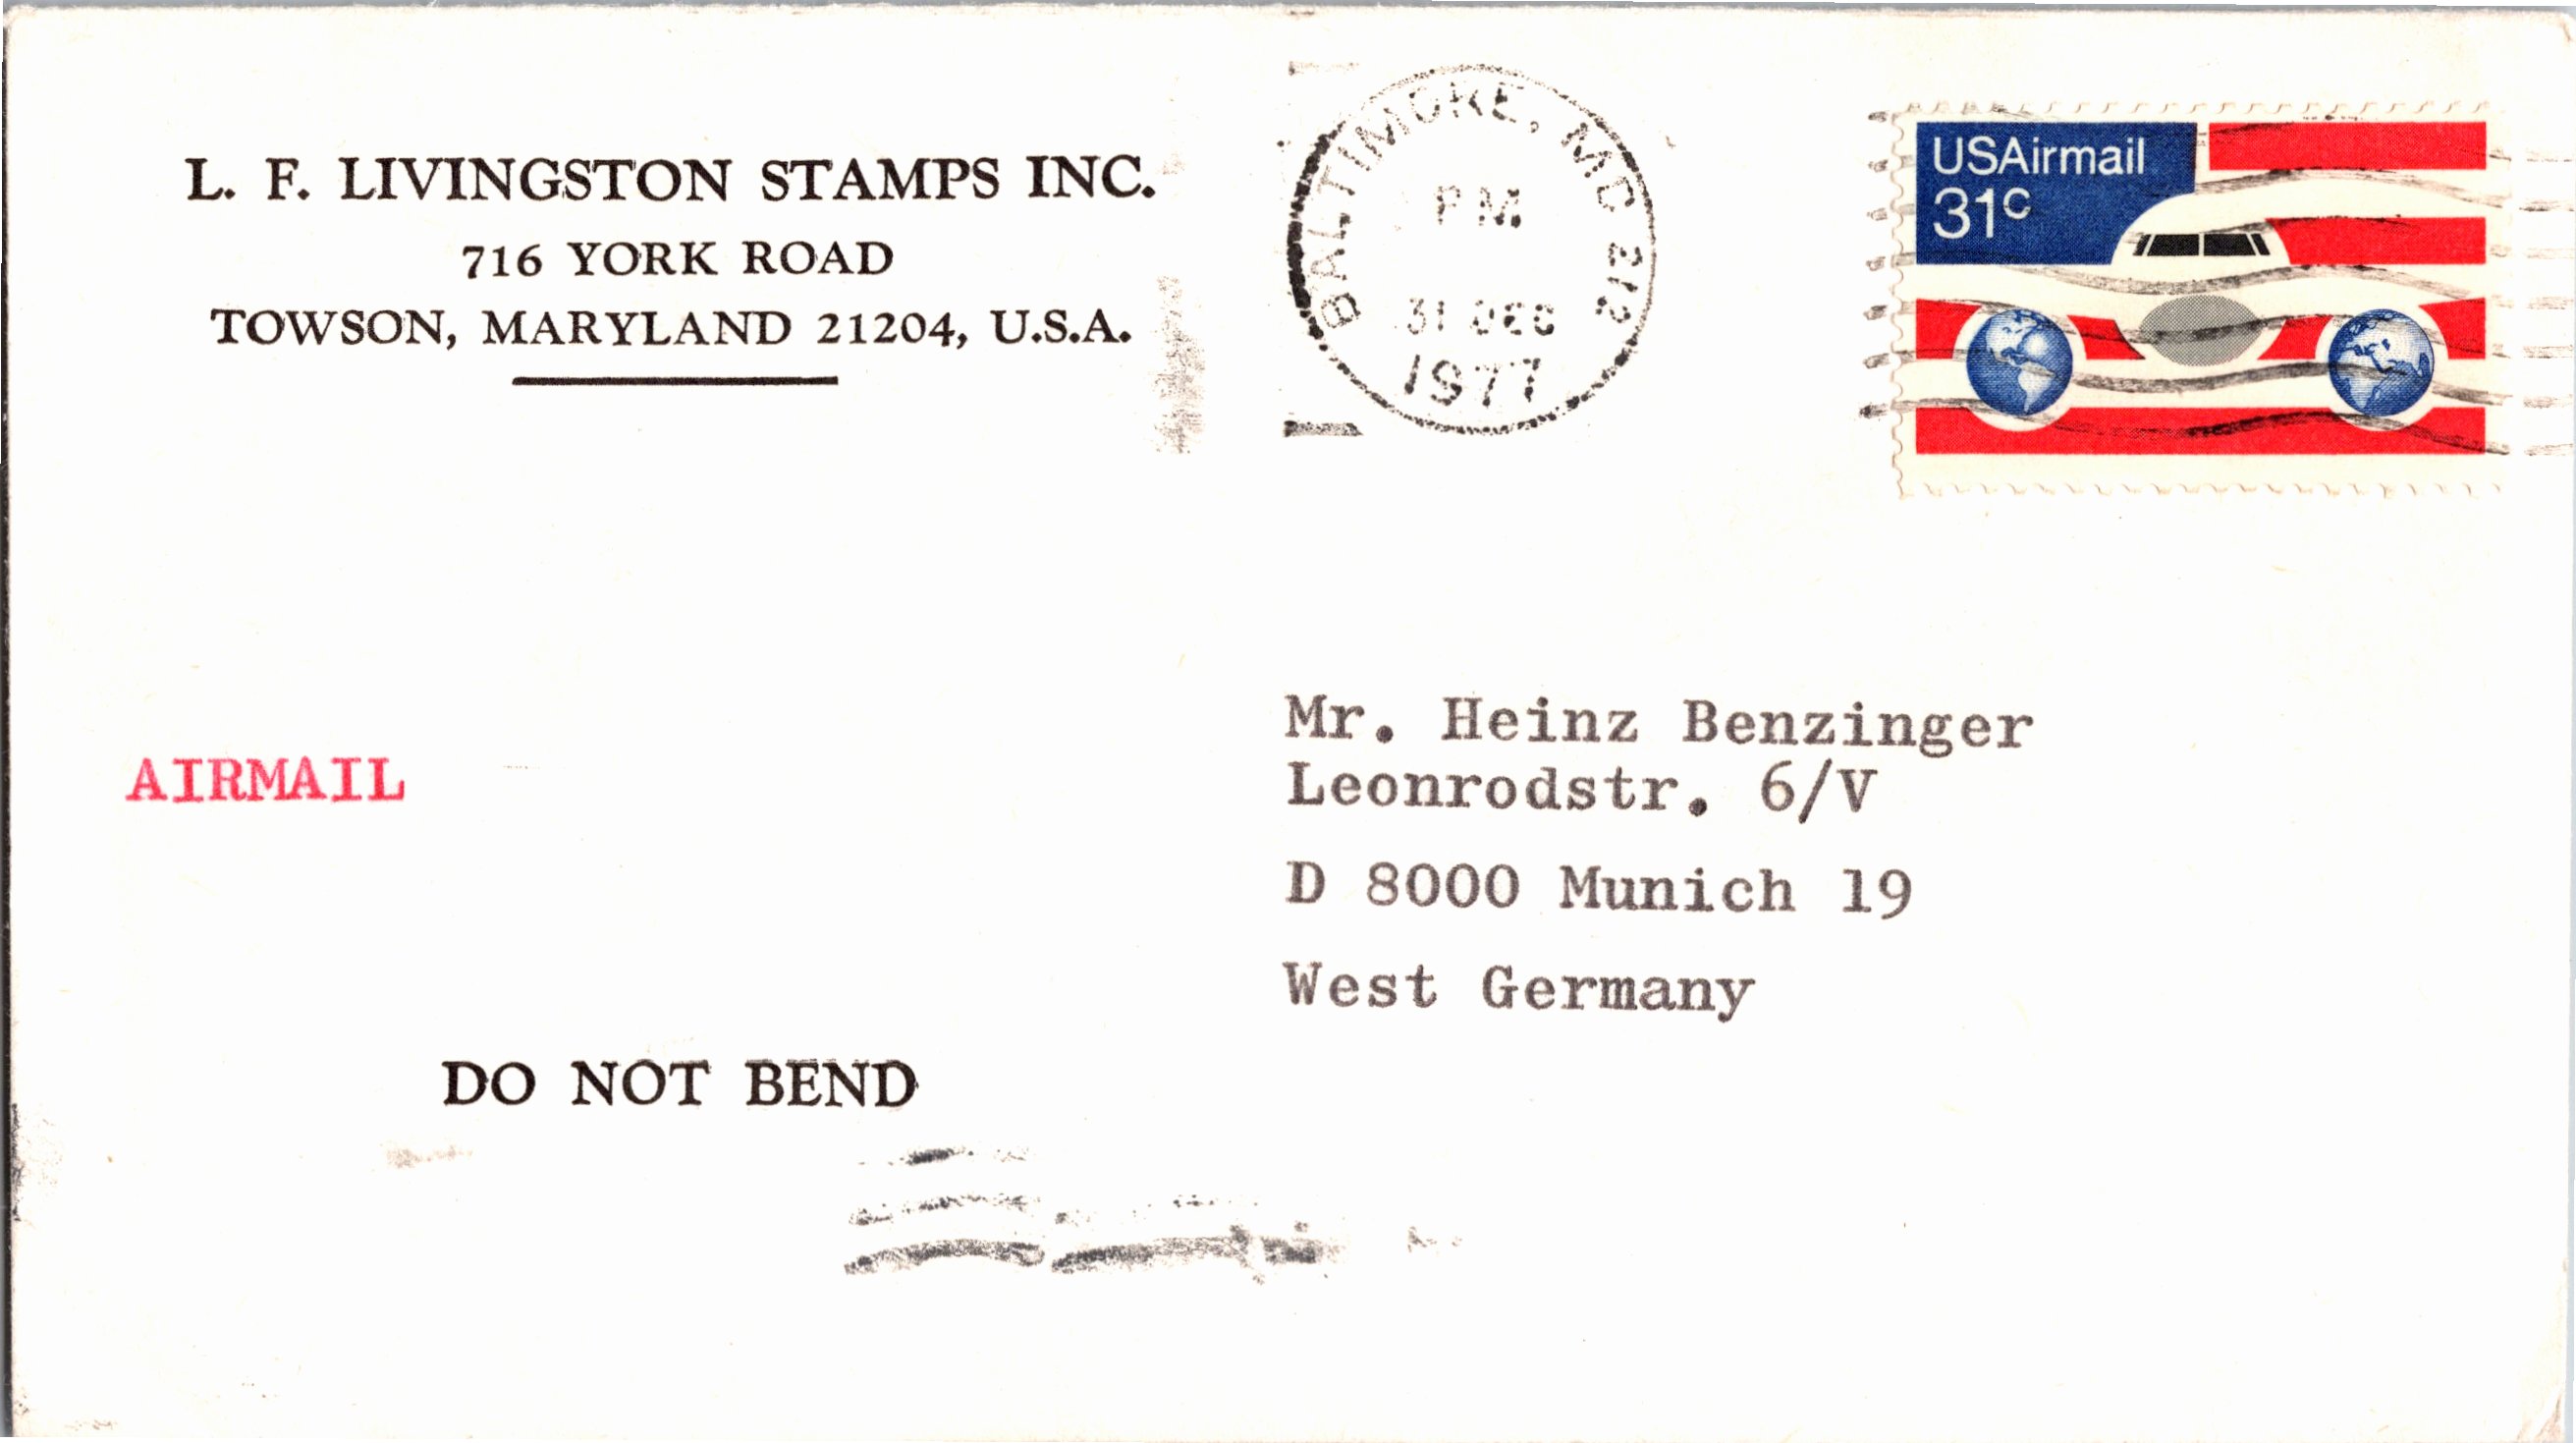 L. F. LIVINGSTON STAMPS INC.
716 YORK ROAD
TOWSON, MARYLAND 21204, U.S.A.
BALTIMORE, MD 212
PM
31 DEC
1977
USAirmail
31c
AIRMAIL
Mr. Heinz Benzinger
Leonrodstr. 6/V
D 8000 Munich 19
West Germany
DO NOT BEND